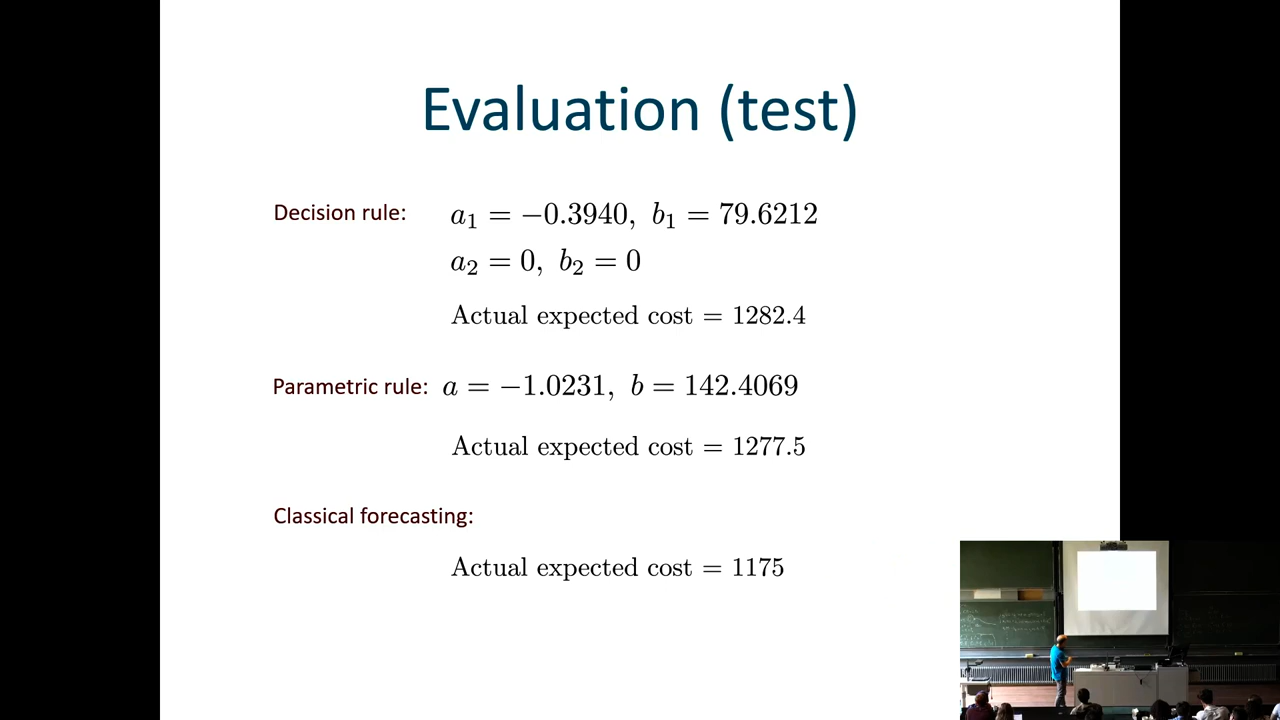 Evaluation (test)
Decision rule: a₁ = −0.3940, b₁ = 79.6212
a₂ = 0, b₂ = 0
Actual expected cost = 1282.4
Parametric rule: a = −1.0231, b = 142.4069
Actual expected cost = 1277.5
Classical forecasting:
Actual expected cost = 1175